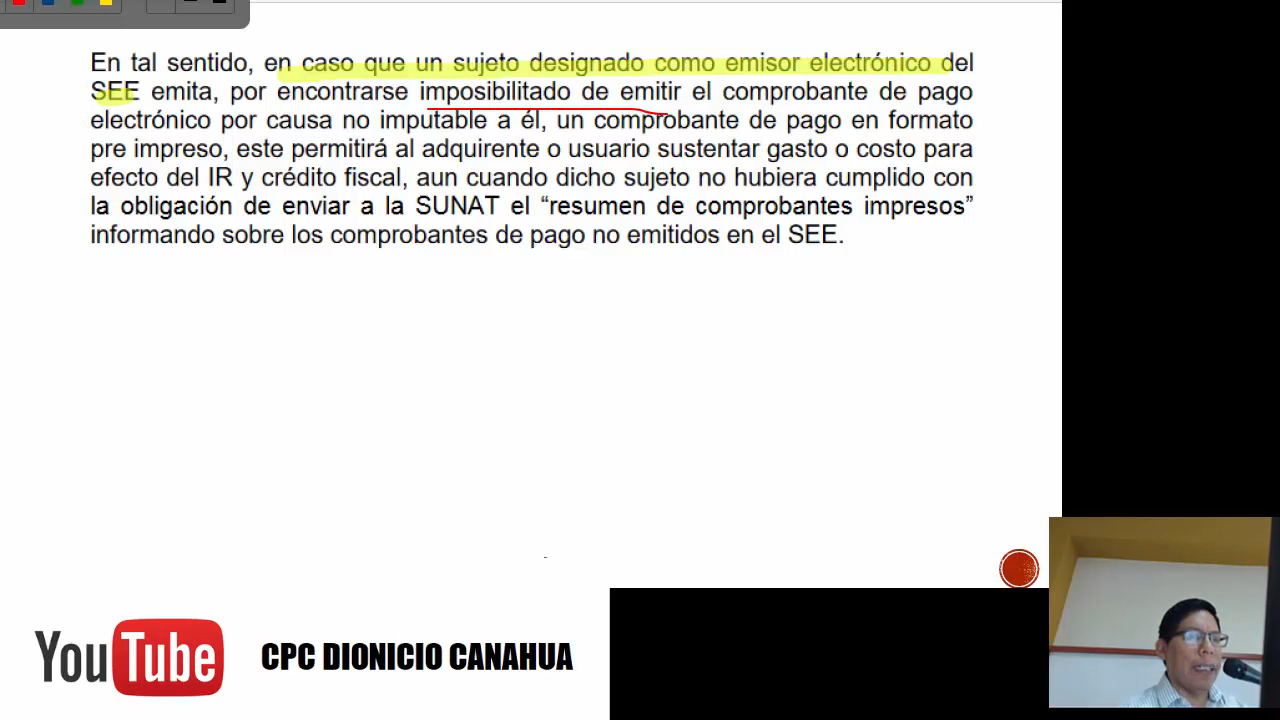 En tal sentido, en caso que un sujeto designado como emisor electrónico del
SEE emita, por encontrarse imposibilitado de emitir el comprobante de pago
electrónico por causa no imputable a él, un comprobante de pago en formato
pre impreso, este permitirá al adquirente o usuario sustentar gasto o costo para
efecto del IR y crédito fiscal, aun cuando dicho sujeto no hubiera cumplido con
la obligación de enviar a la SUNAT el “resumen de comprobantes impresos”
informando sobre los comprobantes de pago no emitidos en el SEE.
YouTube CPC DIONICIO CANAHUA